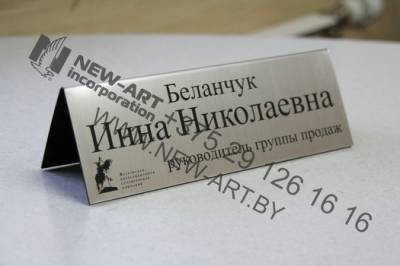 NEW-ART
incorporation
Беланчук
Инна Николаевна
руководитель группы продаж
+375 29 126 16 16
www.NEW-ART.BY